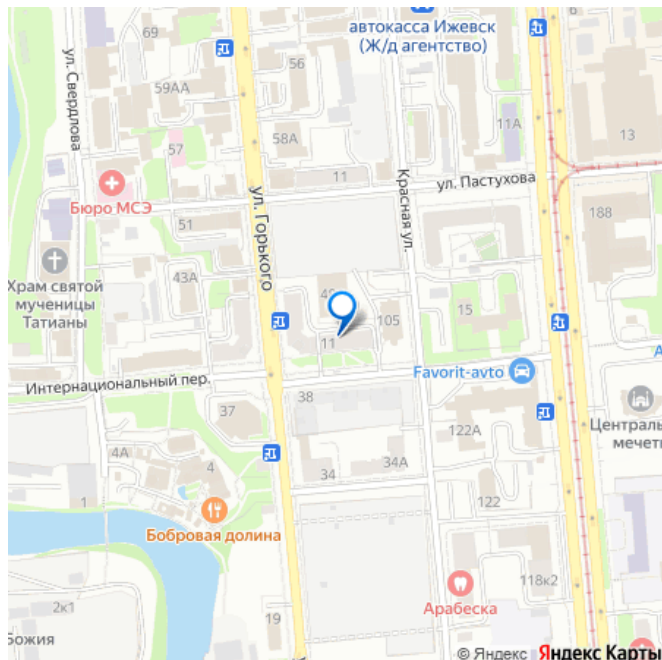 6
69
автокасса Ижевск
(Ж/д агентство)
ул. Свердлова
56
59АА
11А
58А
13
57
11
ул. Пастухова
Красная ул.
Бюро МСЭ
ул. Горького
51
188
Храм святой
мученицы
Татианы
43А
15
105
11
Favorit-avto
Интернациональный пер.
38
37
Централь
мечеть
122А
4А
4
34
34А
1
122
Бобровая долина
118к2
Арабеска
2к1
19
Божия
© Яндекс Яндекс Карты